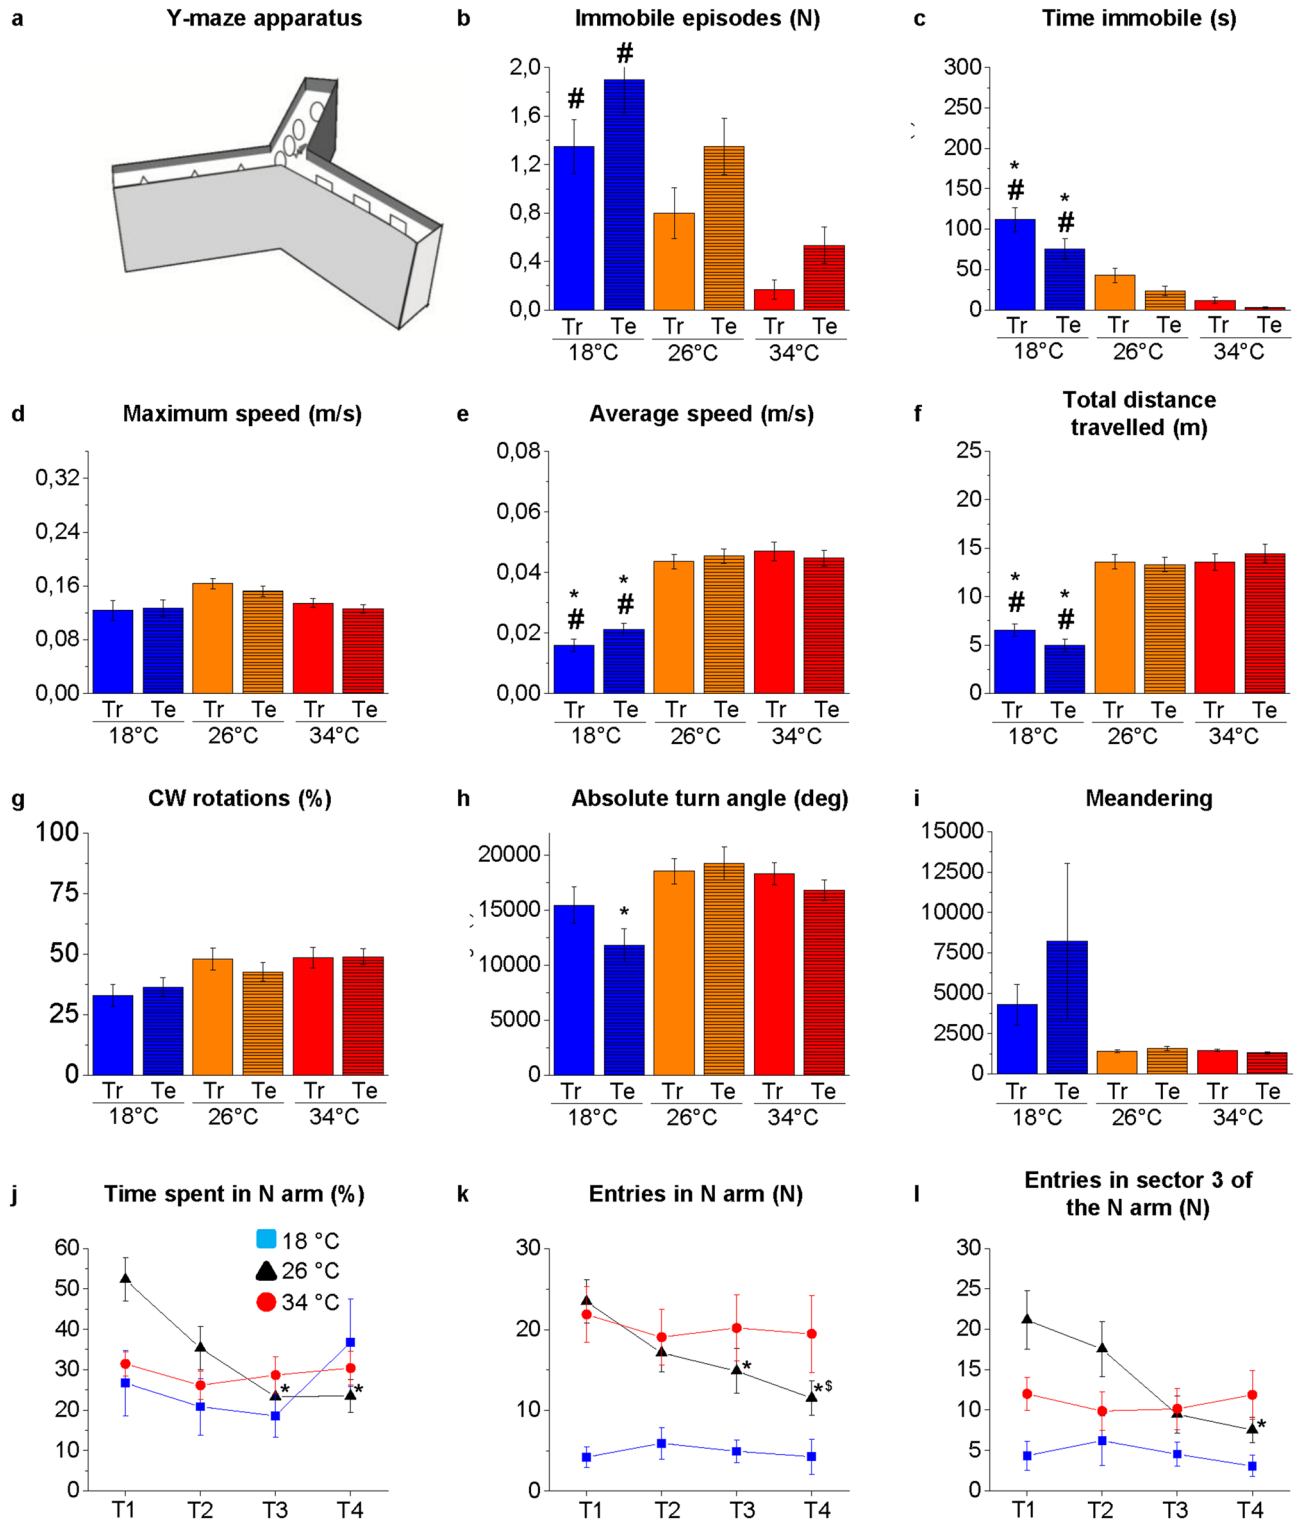 a Y-maze apparatus
b Immobile episodes (N)
c Time immobile (s)
2,0
1,6
1,2
0,8
0,4
0,0
# #
Tr Te Tr Te Tr Te
18°C 26°C 34°C
300
250
200
150
100
50
0
* *
# #
Tr Te Tr Te Tr Te
18°C 26°C 34°C
d Maximum speed (m/s)
e Average speed (m/s)
f Total distance
travelled (m)
0,32
0,24
0,16
0,08
0,00
Tr Te Tr Te Tr Te
18°C 26°C 34°C
0,08
0,06
0,04
0,02
0,00
* *
# #
Tr Te Tr Te Tr Te
18°C 26°C 34°C
25
20
15
10
5
0
* *
# #
Tr Te Tr Te Tr Te
18°C 26°C 34°C
g CW rotations (%)
h Absolute turn angle (deg)
i Meandering
100
75
50
25
0
Tr Te Tr Te Tr Te
18°C 26°C 34°C
20000
15000
10000
5000
0
*
Tr Te Tr Te Tr Te
18°C 26°C 34°C
15000
12500
10000
7500
5000
2500
0
Tr Te Tr Te Tr Te
18°C 26°C 34°C
j Time spent in N arm (%)
k Entries in N arm (N)
l Entries in sector 3 of
the N arm (N)
60
50
40
30
20
10
0
18 °C
26 °C
34 °C
* *
T1 T2 T3 T4
30
20
10
0
* *$
T1 T2 T3 T4
30
25
20
15
10
5
0
*
T1 T2 T3 T4